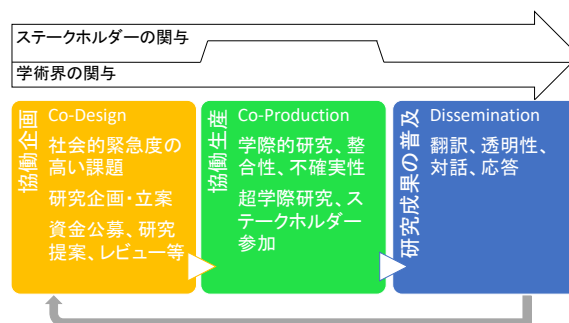 ステークホルダーの関与
学術界の関与
協働企画
Co-Design
社会的緊急度の
高い課題
研究企画・立案
資金公募、研究
提案、レビュー等
協働生産
Co-Production
学際的研究、整
合性、不確実性
超学際研究、ス
テークホルダー
参加
研究成果の普及
Dissemination
翻訳、透明性、
対話、応答